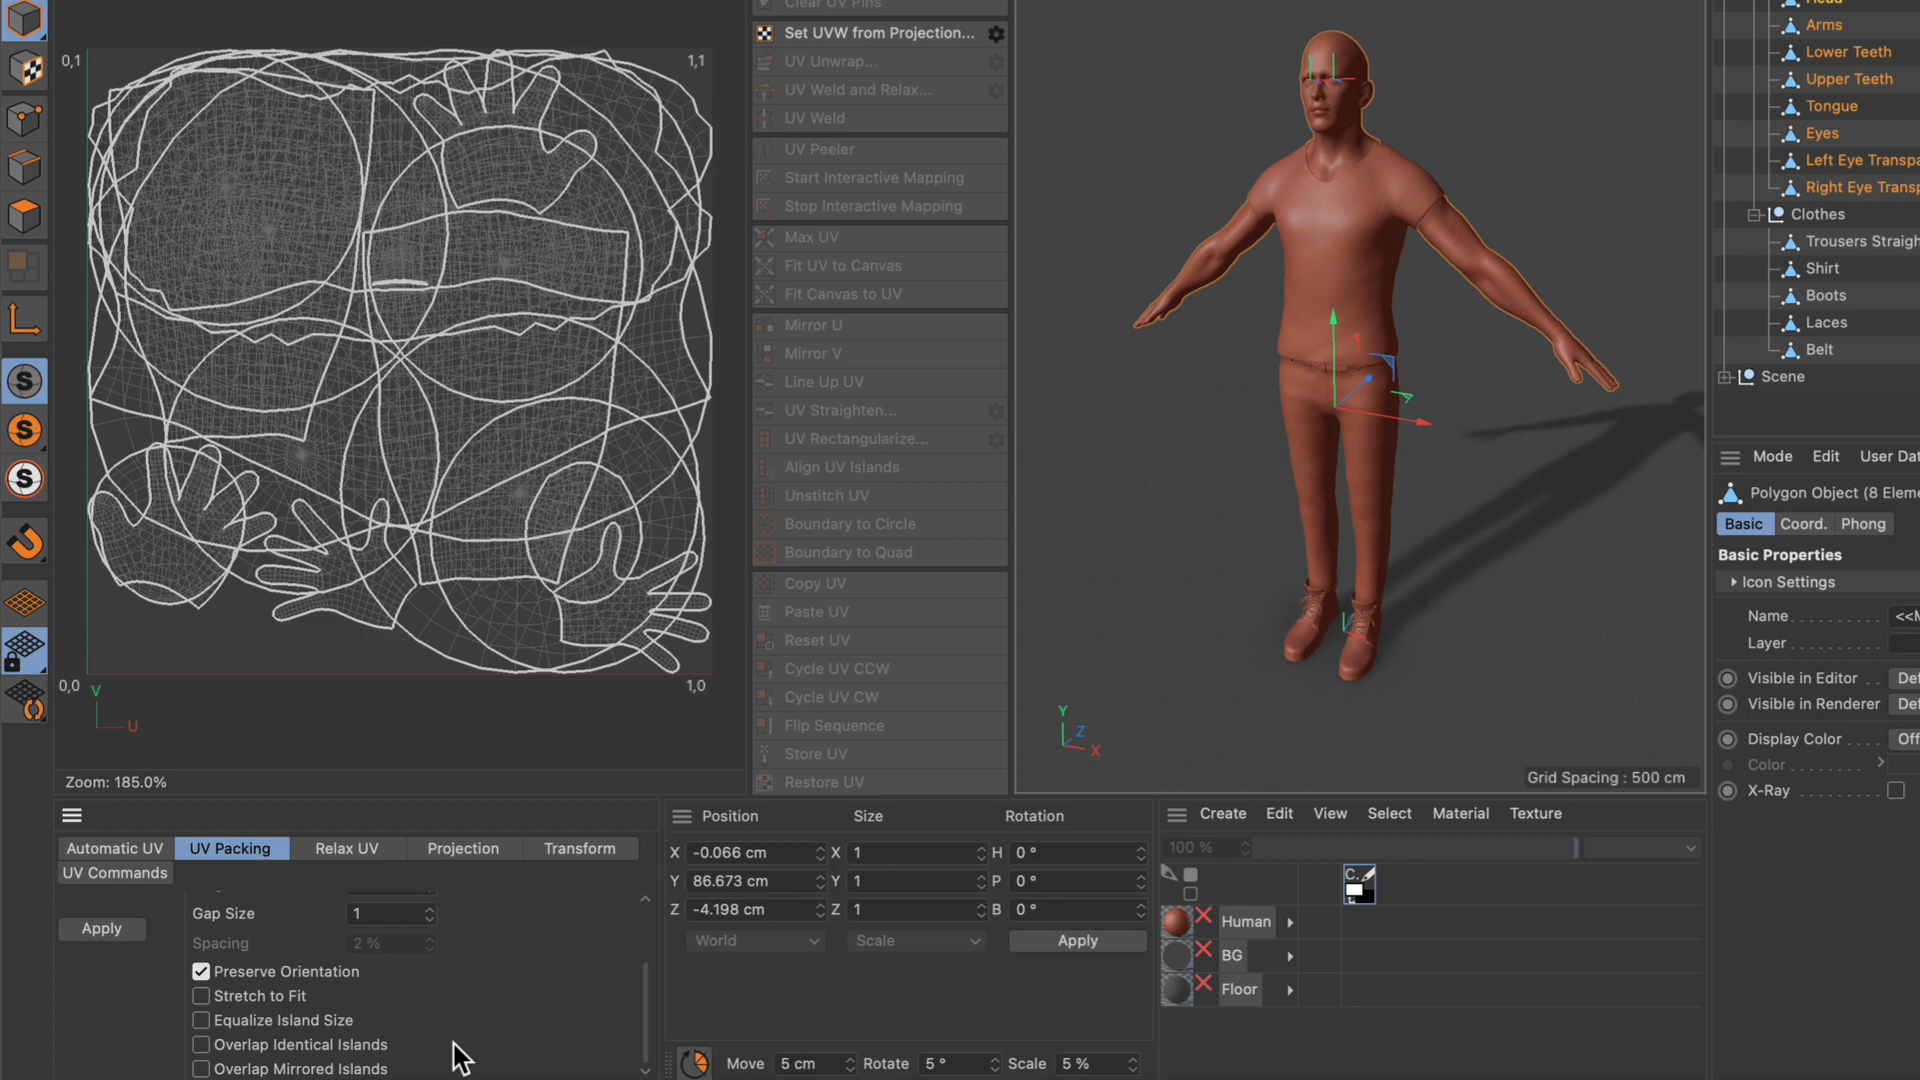 0,1
1,1
0,0
1,0
V
U
Zoom: 185.0%
Clear UV Pins
Set UVW from Projection...
UV Unwrap...
UV Weld and Relax...
UV Weld
UV Peeler
Start Interactive Mapping
Stop Interactive Mapping
Max UV
Fit UV to Canvas
Fit Canvas to UV
Mirror U
Mirror V
Line Up UV
UV Straighten...
UV Rectangularize...
Align UV Islands
Unstitch UV
Boundary to Circle
Boundary to Quad
Copy UV
Paste UV
Reset UV
Cycle UV CCW
Cycle UV CW
Flip Sequence
Store UV
Restore UV
Y
Z
X
Grid Spacing : 500 cm
Head
Arms
Lower Teeth
Upper Teeth
Tongue
Eyes
Left Eye Transpa
Right Eye Transp
Clothes
Trousers Straigh
Shirt
Boots
Laces
Belt
Scene
Mode Edit User Dat
Polygon Object (8 Eleme
Basic Coord. Phong
Basic Properties
Icon Settings
Name . . . . . . . . . <<M
Layer . . . . . . . . .
Visible in Editor . . Def
Visible in Renderer Def
Display Color . . . . Off
Color . . . . . . . . .
X-Ray . . . . . . . . .
Automatic UV UV Packing Relax UV Projection Transform
UV Commands
Apply
Gap Size 1
Spacing 2 %
Preserve Orientation
Stretch to Fit
Equalize Island Size
Overlap Identical Islands
Overlap Mirrored Islands
Position Size Rotation
X -0.066 cm X 1 H 0 °
Y 86.673 cm Y 1 P 0 °
Z -4.198 cm Z 1 B 0 °
World Scale Apply
Move 5 cm Rotate 5 ° Scale 5 %
Create Edit View Select Material Texture
100 %
C.
Human
BG
Floor